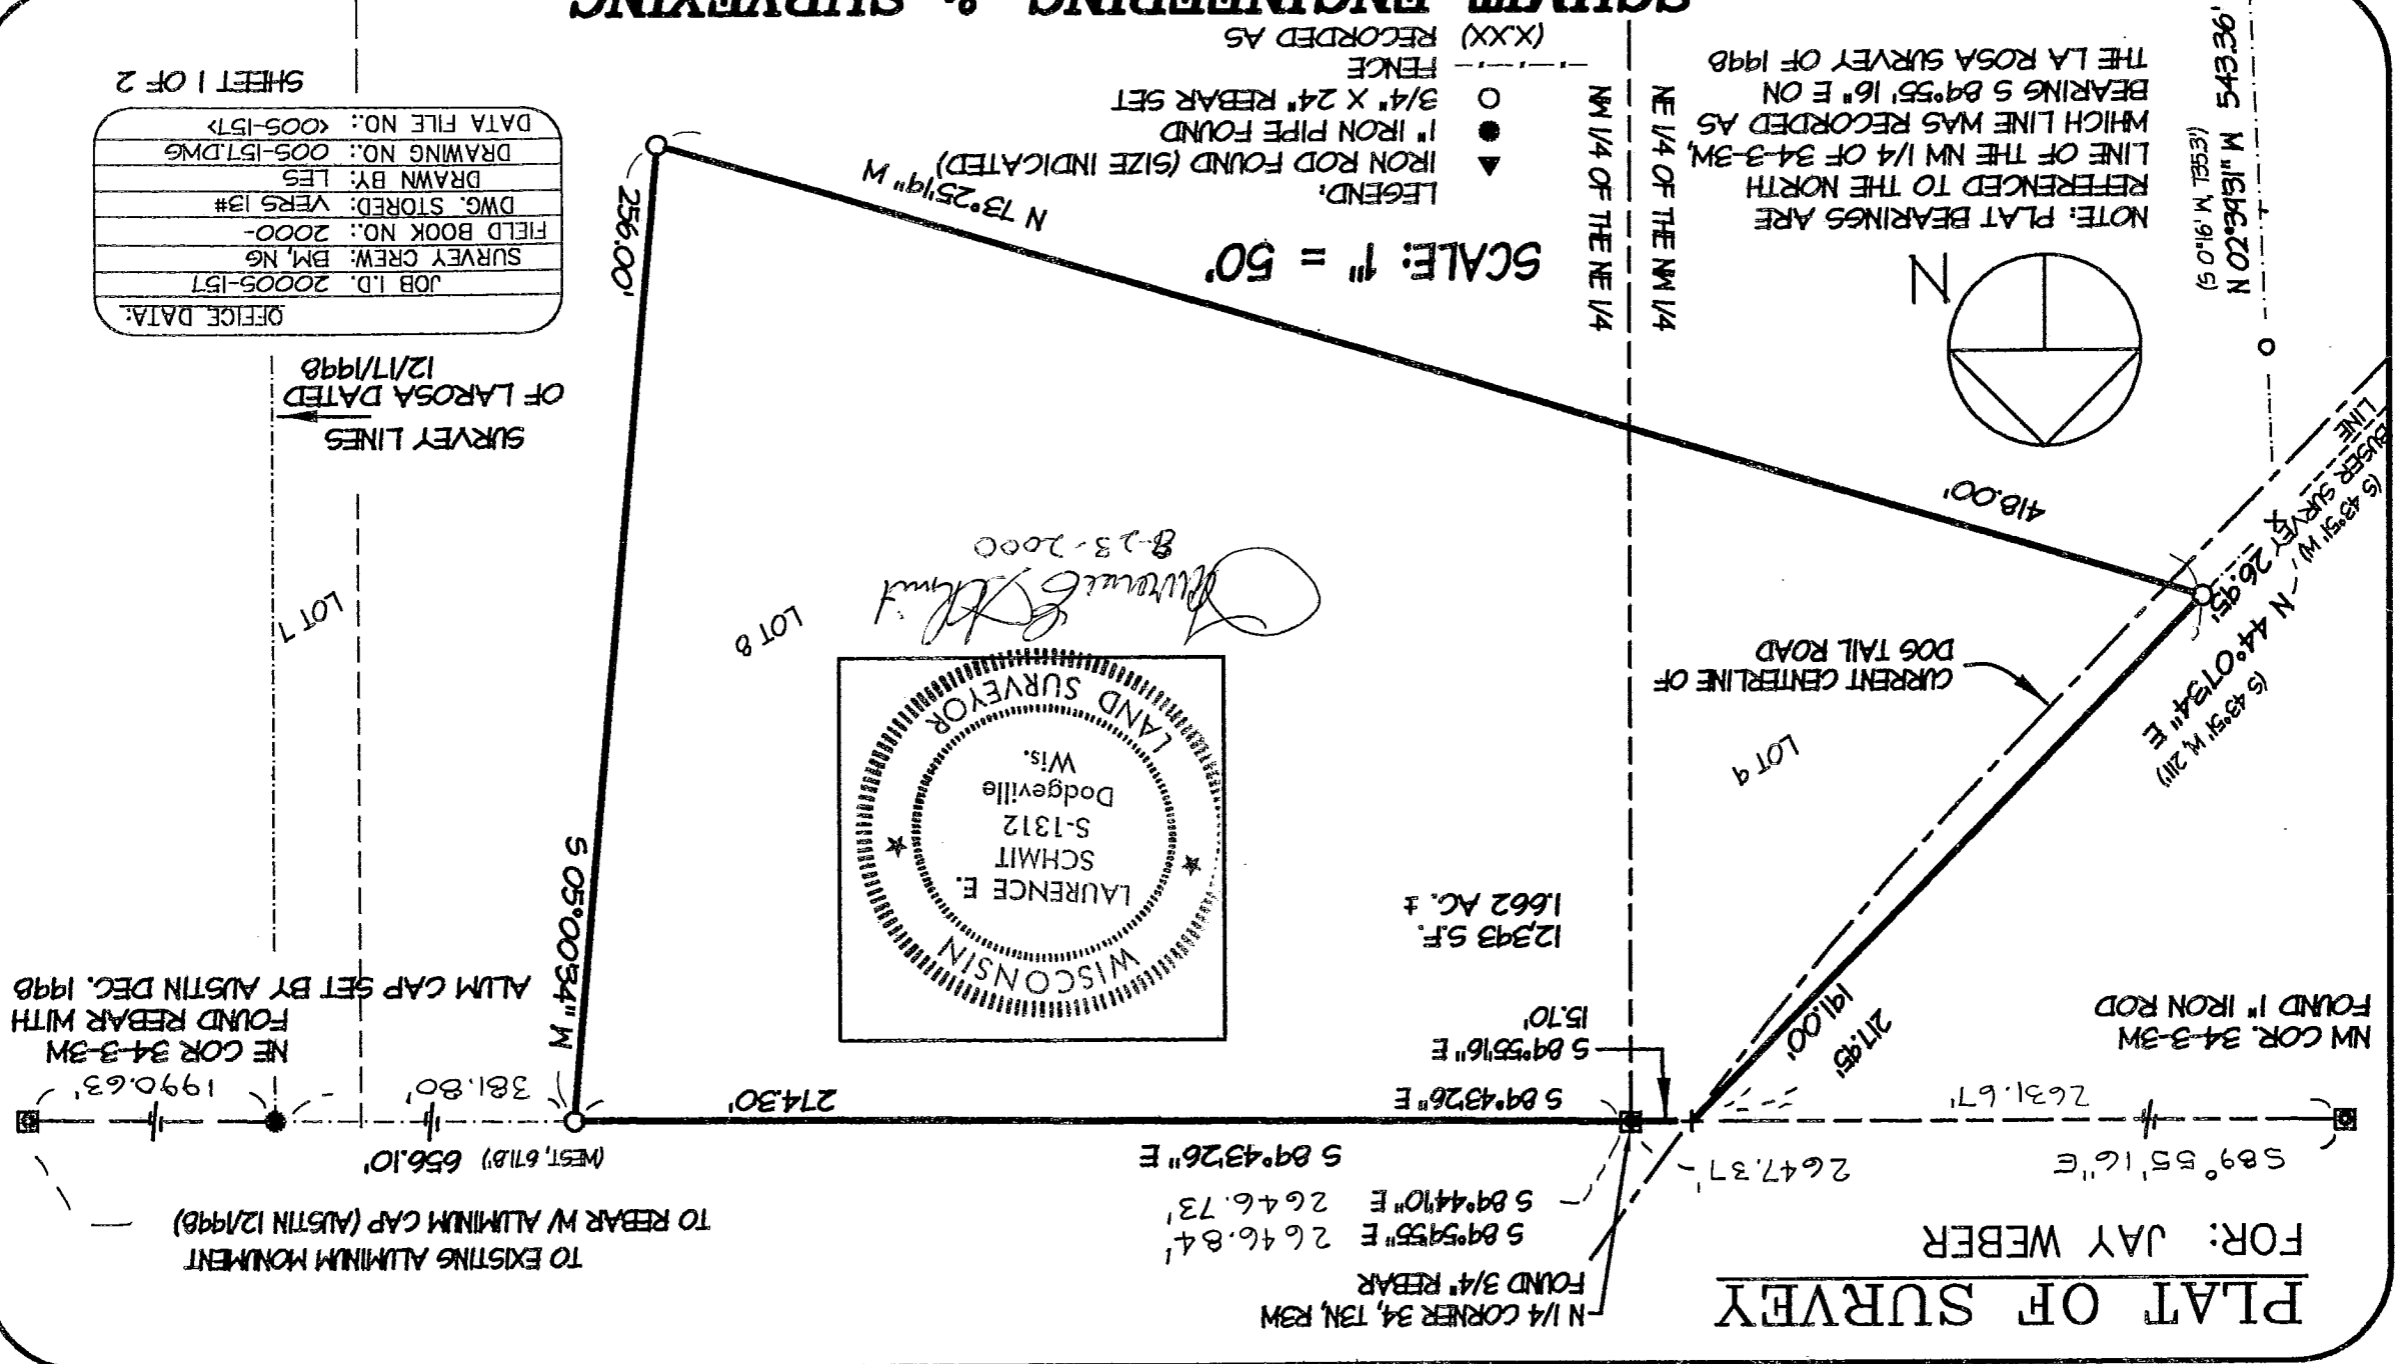 PLAT OF SURVEY
FOR: JAY WEBER
N 1/4 CORNER 34, T3N, R3W
FOUND 3/4" REBAR
S 89°54'55" E 2646.84'
S 89°44'10" E 2646.73'
S 89°43'26" E
TO EXISTING ALUMINUM MONUMENT
TO REBAR W/ ALUMINUM CAP (AUSTIN 12/1998)
(WEST, 671.8') 656.10'
S89°55'16"E
2647.37'
2631.67'
381.80'
1990.63'
NW COR. 34-3-3W
FOUND 1" IRON ROD
S 89°43'26" E
274.30'
S 89°55'16" E
15.70'
NE COR 34-3-3W
FOUND REBAR WITH
ALUM CAP SET BY AUSTIN DEC. 1998
217.95'
191.00'
12,393 S.F.
1.662 AC. ±
S 05°00'34" W
256.00'
WISCONSIN
LAURENCE E.
SCHMIT
S-1312
Dodgeville
Wis.
LAND SURVEYOR
Laurence E Schmit
8-23-2000
LOT 9
LOT 8
LOT 7
CURRENT CENTERLINE OF
DOG TAIL ROAD
(S 43°51' W, 211')
N 44°07'34" E
26.95'
(S 43°51' W)
BUSER SURVEY
LINE
418.00'
N 73°25'19" W
SURVEY LINES
OF LAROSA DATED
12/17/1998
N
NOTE: PLAT BEARINGS ARE
REFERENCED TO THE NORTH
LINE OF THE NW 1/4 OF 34-3-3W,
WHICH LINE WAS RECORDED AS
BEARING S 89°55' 16" E ON
THE LA ROSA SURVEY OF 1998
N 02°39'31" W 543.36'
NE 1/4 OF THE NW 1/4
NW 1/4 OF THE NE 1/4
SCALE: 1" = 50'
LEGEND:
IRON ROD FOUND (SIZE INDICATED)
1" IRON PIPE FOUND
3/4" X 24" REBAR SET
FENCE
(X.XX) RECORDED AS
OFFICE DATA:
JOB I.D. 2000S-157
SURVEY CREW: BM, NG
FIELD BOOK NO.: 2000-
DWG. STORED: VERS 13#
DRAWN BY: LES
DRAWING NO.: 00S-157.DWG
DATA FILE NO.: <00S-157>
SHEET 1 OF 2
SCHMIT ENGINEERING & SURVEYING